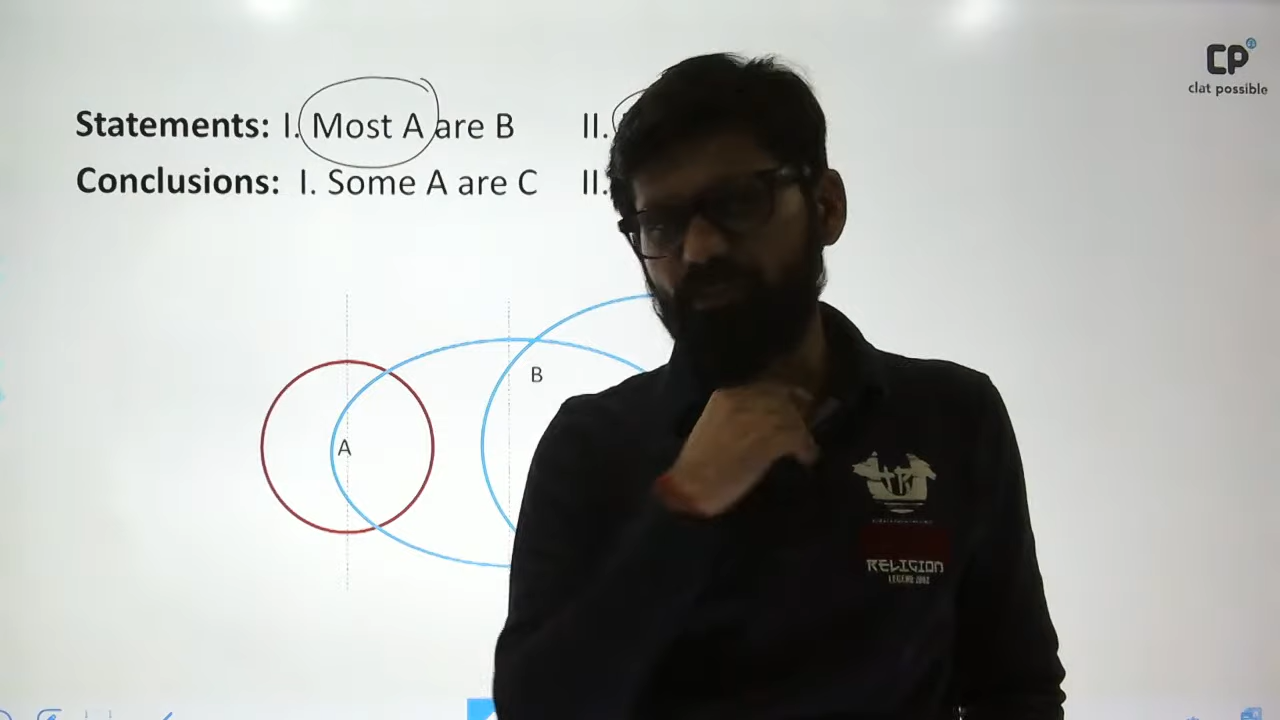 CP
clat possible
Statements: I. Most A are B II.
Conclusions: I. Some A are C II.
B
A
RELIGION